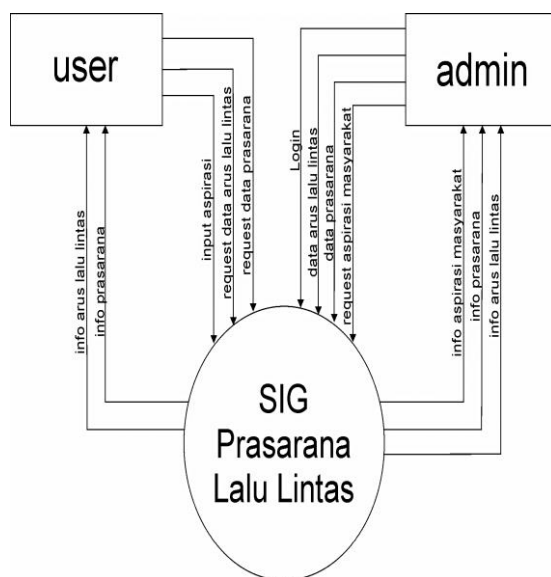 user
admin
info arus lalu lintas
info prasarana
input aspirasi
request data arus lalu lintas
request data prasarana
Login
data arus lalu lintas
data prasarana
request aspirasi masyarakat
info aspirasi masyarakat
info prasarana
info arus lalu lintas
SIG
Prasarana
Lalu Lintas